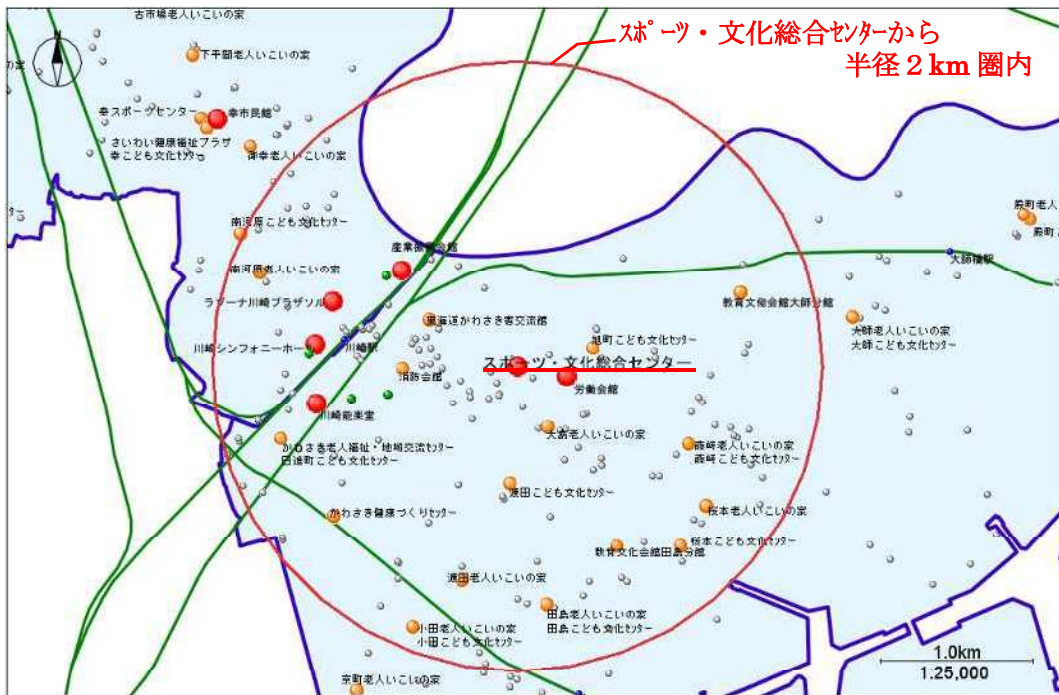 古市場老人いこいの家
スポーツ・文化総合センターから
半径２km 圏内
下平間老人いこいの家
幸スポーツセンター
幸市民館
さいわい健康福祉プラザ
幸こども文化センター
御幸老人いこいの家
殿町老人
殿町こ
南河原こども文化センター
産業振興会館
大師橋駅
南河原老人いこいの家
教育文化会館大師分館
ラゾーナ川崎プラザソル
東海道かわさき宿交流館
大師老人いこいの家
大師こども文化センター
川崎シンフォニーホール
川崎駅
旭町こども文化センター
スポーツ・文化総合センター
消防会館
労働会館
川崎能楽堂
大島老人いこいの家
かわさき老人福祉・地域交流センター
田島町こども文化センター
藤崎老人いこいの家
藤崎こども文化センター
渡田こども文化センター
桜本老人いこいの家
かわさき健康づくりセンター
教育文化会館田島分館
桜本こども文化センター
渡田老人いこいの家
田島老人いこいの家
田島こども文化センター
小田老人いこいの家
小田こども文化センター
1.0km
1:25,000
京町老人いこいの家